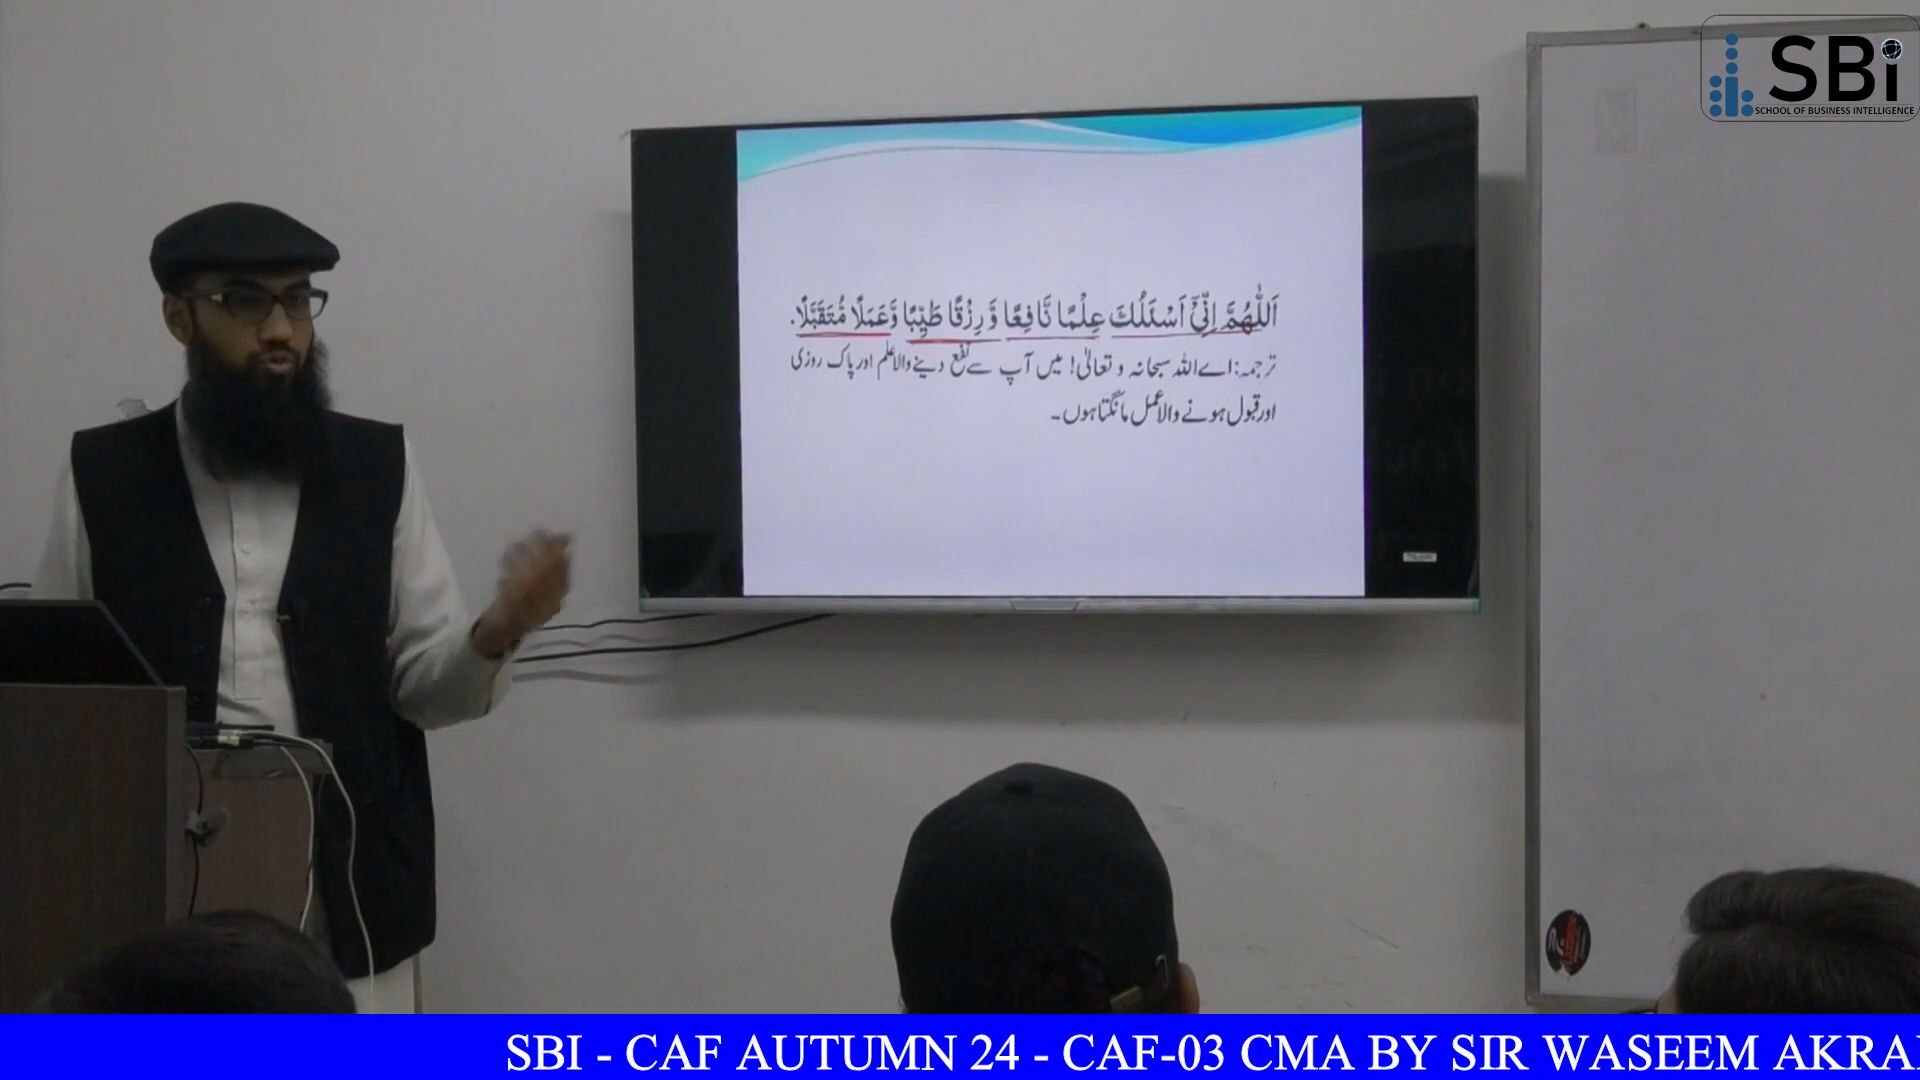 SBi
SCHOOL OF BUSINESS INTELLIGENCE
اَللّٰهُمَّ اِنِّیْۤ اَسْئَلُكَ عِلْمًا نَّافِعًا وَّ رِزْقًا طَیِّبًا وَّعَمَلًا مُّتَقَبَّلًا.
ترجمہ: اے اللہ سبحانہ و تعالیٰ! میں آپ سے نفع دینے والا علم اور پاک روزی
اور قبول ہونے والا عمل مانگتا ہوں۔
SBI - CAF AUTUMN 24 - CAF-03 CMA BY SIR WASEEM AKRA